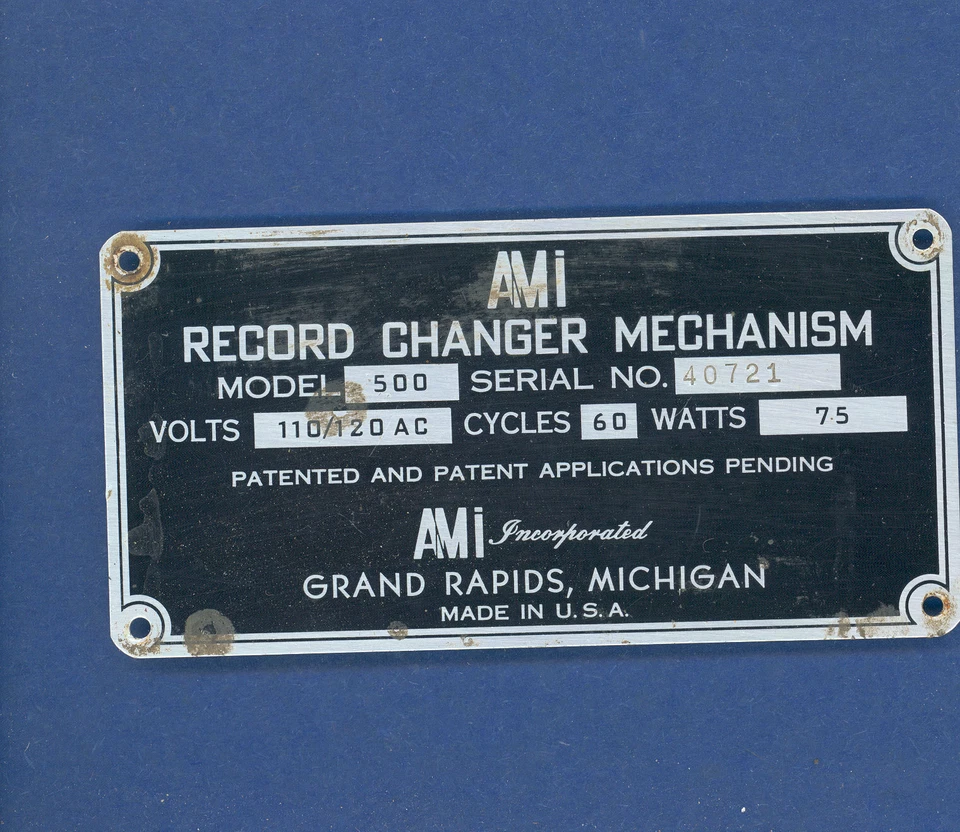 AMi
RECORD CHANGER MECHANISM
MODEL 500 SERIAL NO. 40721
VOLTS 110/120 AC CYCLES 60 WATTS 75
PATENTED AND PATENT APPLICATIONS PENDING
AMi Incorporated
GRAND RAPIDS, MICHIGAN
MADE IN U.S.A.